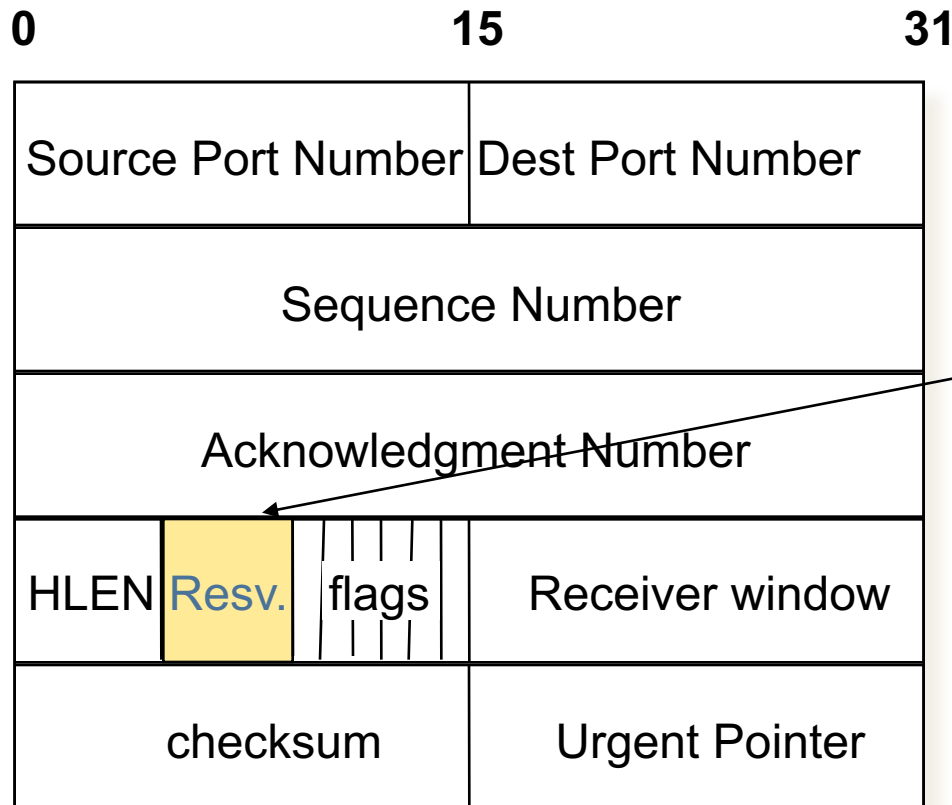 0 15 31
Source Port Number Dest Port Number
Sequence Number
Acknowledgment Number
HLEN Resv. flags Receiver window
checksum Urgent Pointer